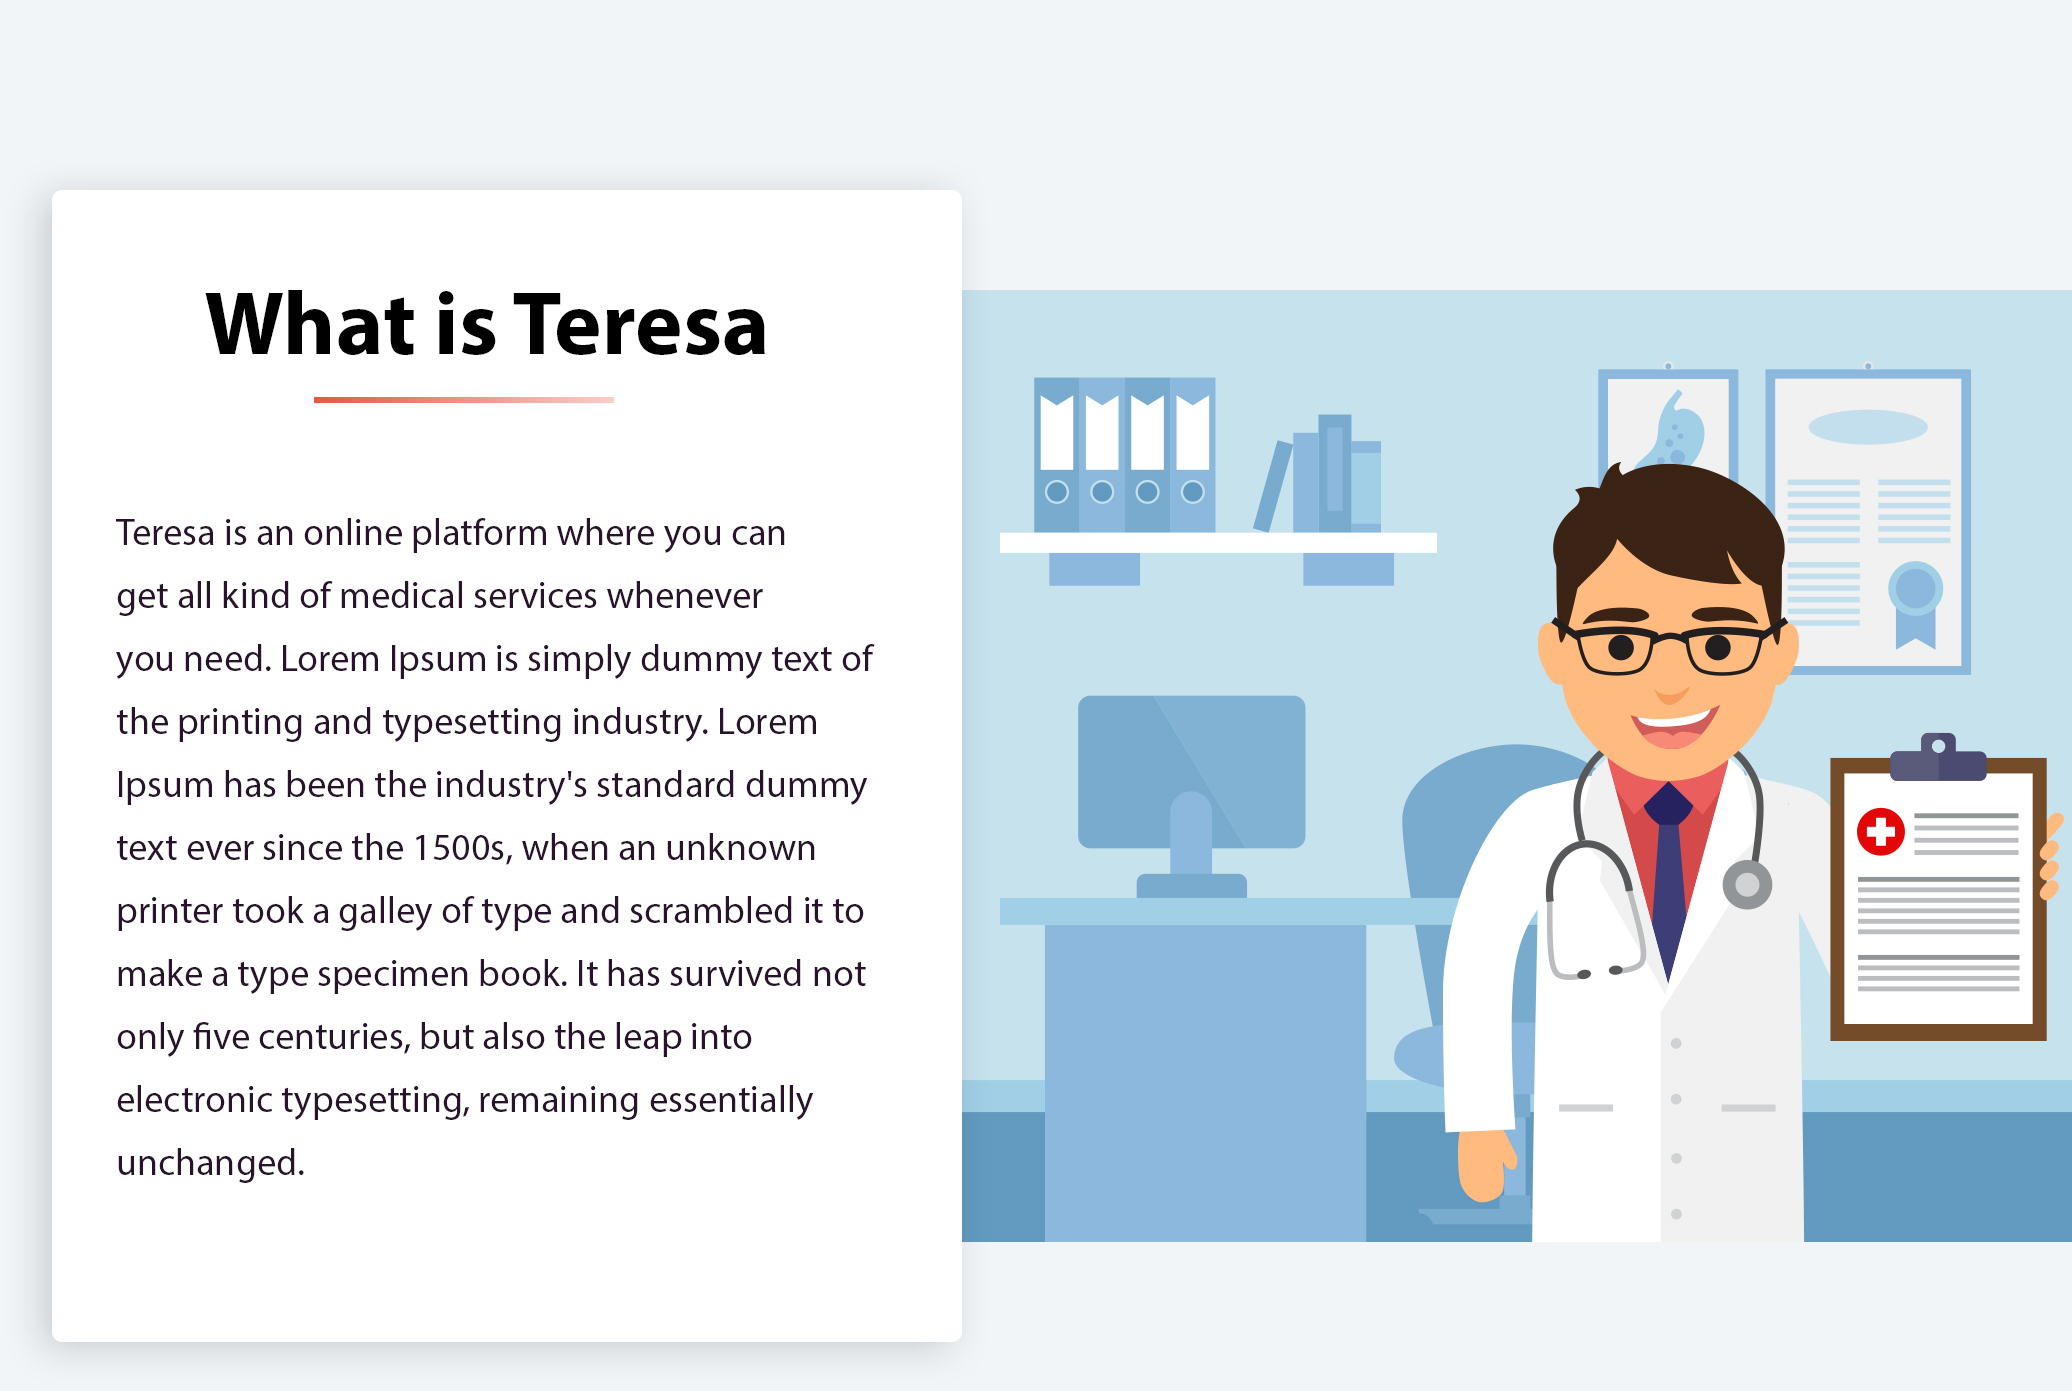 What is Teresa
Teresa is an online platform where you can
get all kind of medical services whenever
you need. Lorem Ipsum is simply dummy text of
the printing and typesetting industry. Lorem
Ipsum has been the industry's standard dummy
text ever since the 1500s, when an unknown
printer took a galley of type and scrambled it to
make a type specimen book. It has survived not
only five centuries, but also the leap into
electronic typesetting, remaining essentially
unchanged.